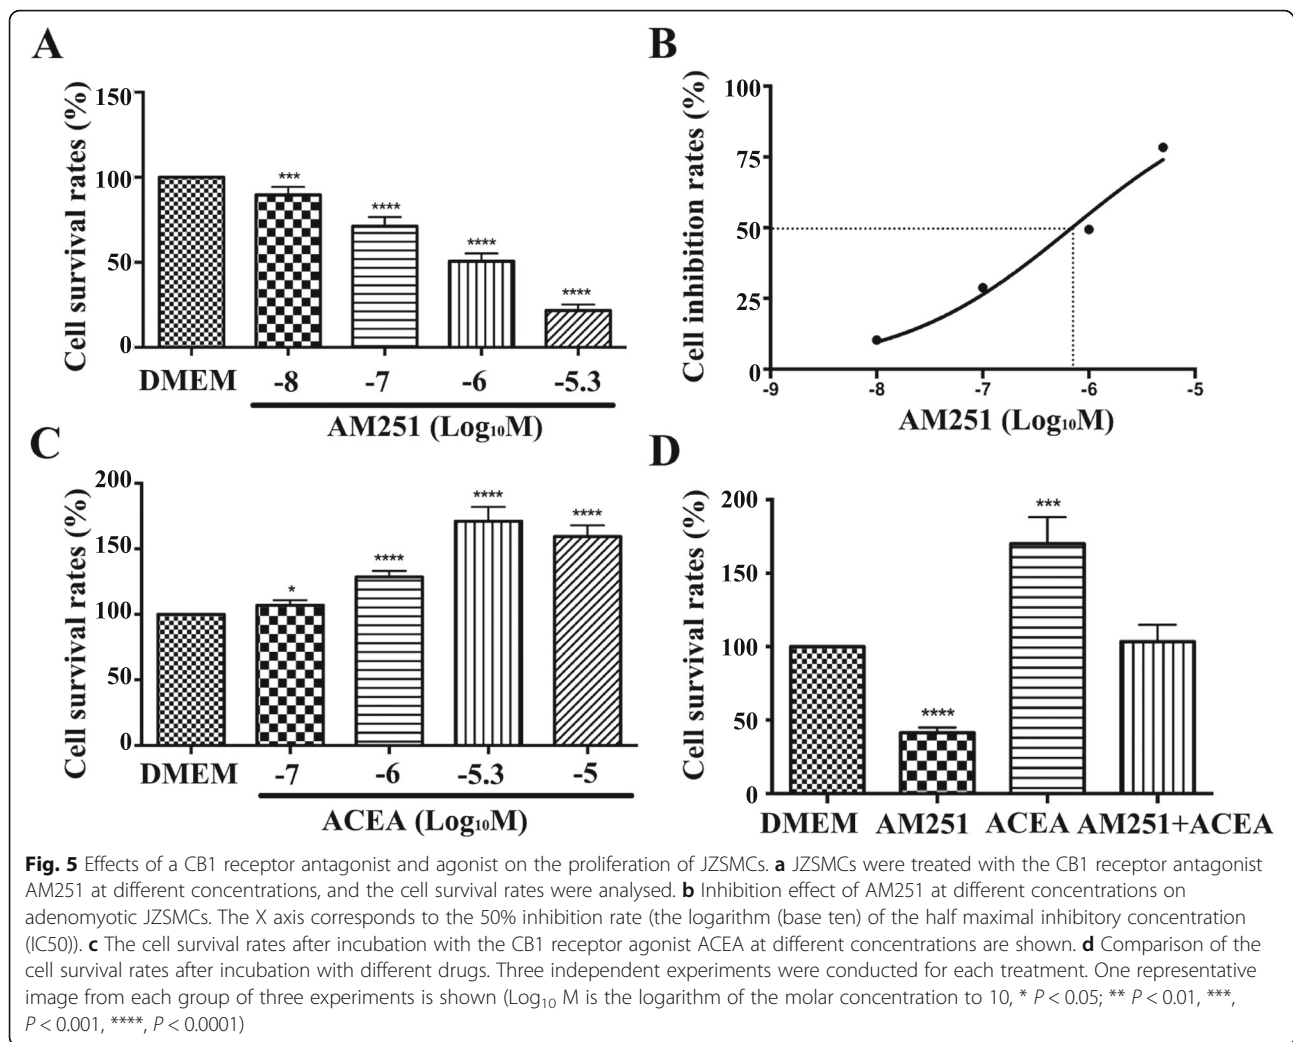 A
Cell survival rates (%)
150
100
50
0
***
****
****
****
DMEM -8 -7 -6 -5.3
AM251 (Log₁₀M)
B
Cell inhibition rates (%)
100
75
50
25
0
-9 -8 -7 -6 -5
AM251 (Log₁₀M)
C
Cell survival rates (%)
200
150
100
50
0
*
****
****
****
DMEM -7 -6 -5.3 -5
ACEA (Log₁₀M)
D
Cell survival rates (%)
200
150
100
50
0
****
***
DMEM AM251 ACEA AM251+ACEA
Fig. 5 Effects of a CB1 receptor antagonist and agonist on the proliferation of JZSMCs. a JZSMCs were treated with the CB1 receptor antagonist
AM251 at different concentrations, and the cell survival rates were analysed. b Inhibition effect of AM251 at different concentrations on
adenomyotic JZSMCs. The X axis corresponds to the 50% inhibition rate (the logarithm (base ten) of the half maximal inhibitory concentration
(IC50)). c The cell survival rates after incubation with the CB1 receptor agonist ACEA at different concentrations are shown. d Comparison of the
cell survival rates after incubation with different drugs. Three independent experiments were conducted for each treatment. One representative
image from each group of three experiments is shown (Log₁₀ M is the logarithm of the molar concentration to 10, * P < 0.05; ** P < 0.01, ***,
P < 0.001, ****, P < 0.0001)